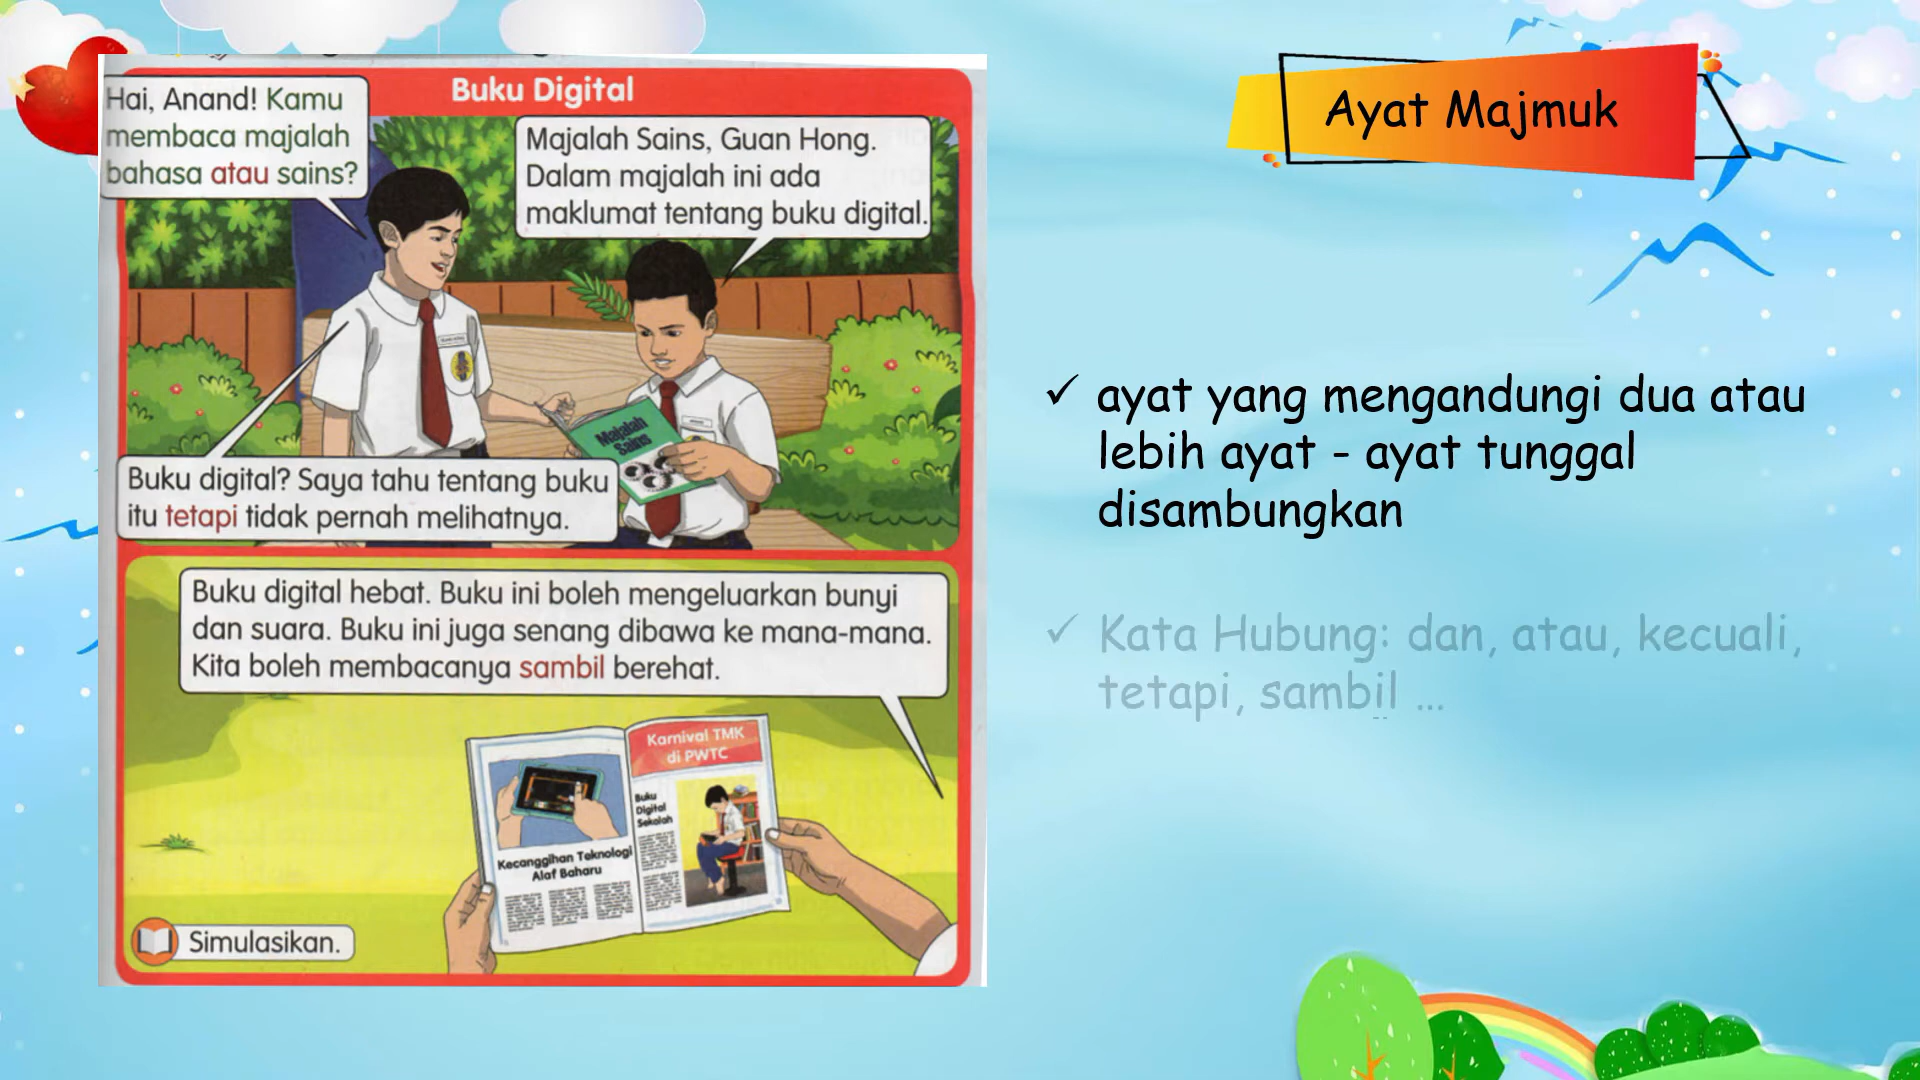 Buku Digital
Hai, Anand! Kamu
membaca majalah
bahasa atau sains?
Majalah Sains, Guan Hong.
Dalam majalah ini ada
maklumat tentang buku digital.
Majalah
Sains
Buku digital? Saya tahu tentang buku
itu tetapi tidak pernah melihatnya.
Buku digital hebat. Buku ini boleh mengeluarkan bunyi
dan suara. Buku ini juga senang dibawa ke mana-mana.
Kita boleh membacanya sambil berehat.
Karnival TMK
di PWTC
Buku
Digital
Sekolah
Kecanggihan Teknologi
Alaf Baharu
Simulasikan.
Ayat Majmuk
✓ ayat yang mengandungi dua atau
lebih ayat - ayat tunggal
disambungkan
✓ Kata Hubung: dan, atau, kecuali,
tetapi, sambil ...